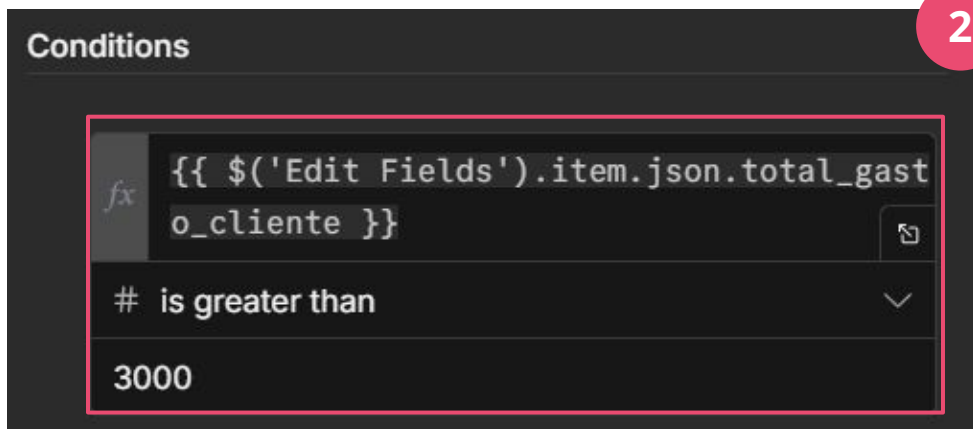 Conditions
2
fx
{{ $('Edit Fields').item.json.total_gast
o_cliente }}
# is greater than
3000